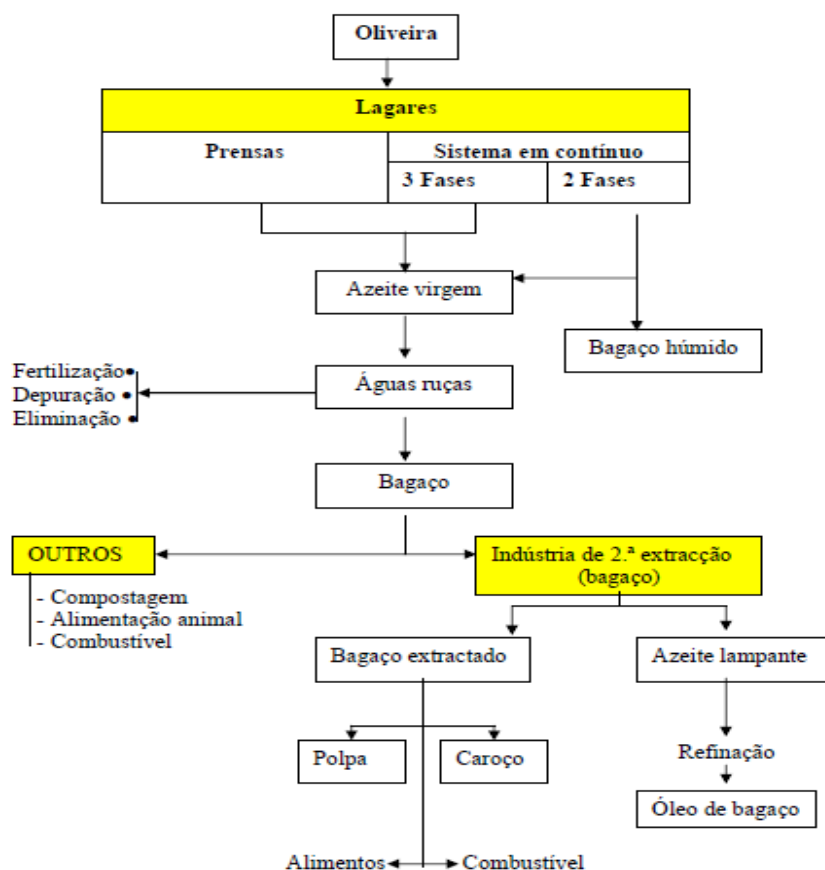 Oliveira
Lagares
Prensas
Sistema em contínuo
3 Fases
2 Fases
Azeite virgem
Bagaço húmido
Fertilização•
Depuração •
Eliminação •
Águas ruças
Bagaço
OUTROS
Indústria de 2.ª extracção
(bagaço)
- Compostagem
- Alimentação animal
- Combustível
Bagaço extractado
Azeite lampante
Polpa
Caroço
Refinação
Óleo de bagaço
Alimentos
Combustível